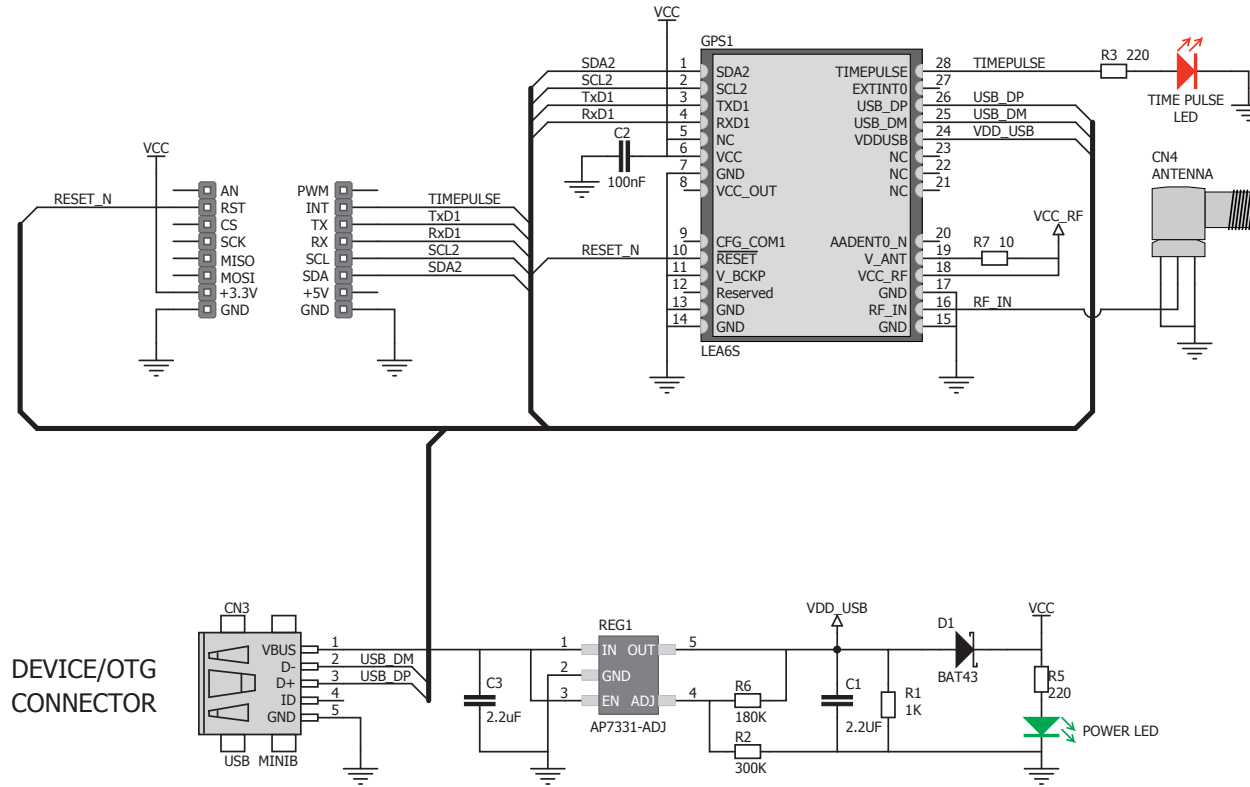 VCC
GPS1
SDA2
SCL2
TxD1
RxD1
1
2
3
4
5
6
7
8
9
10
11
12
13
14
SDA2
SCL2
TXD1
RXD1
NC
VCC
GND
VCC_OUT
CFG_COM1
RESET
V_BCKP
Reserved
GND
GND
TIMEPULSE
EXTINT0
USB_DP
USB_DM
VDDUSB
NC
NC
NC
AADENT0_N
V_ANT
VCC_RF
GND
RF_IN
GND
28
27
26
25
24
23
22
21
20
19
18
17
16
15
LEA6S
TIMEPULSE
USB_DP
USB_DM
VDD_USB
R3 220
TIME PULSE
LED
CN4
ANTENNA
VCC_RF
R7 10
RF_IN
C2
100nF
RESET_N
VCC
RESET_N
AN
RST
CS
SCK
MISO
MOSI
+3.3V
GND
PWM
INT
TX
RX
SCL
SDA
+5V
GND
TIMEPULSE
TxD1
RxD1
SCL2
SDA2
DEVICE/OTG
CONNECTOR
CN3
VBUS
D-
D+
ID
GND
1
2
3
4
5
USB_DM
USB_DP
USB MINIB
C3
2.2uF
REG1
1
2
3
IN OUT
GND
EN ADJ
5
4
AP7331-ADJ
R6
180K
R2
300K
VDD_USB
C1
2.2UF
R1
1K
D1
BAT43
VCC
R5
220
POWER LED